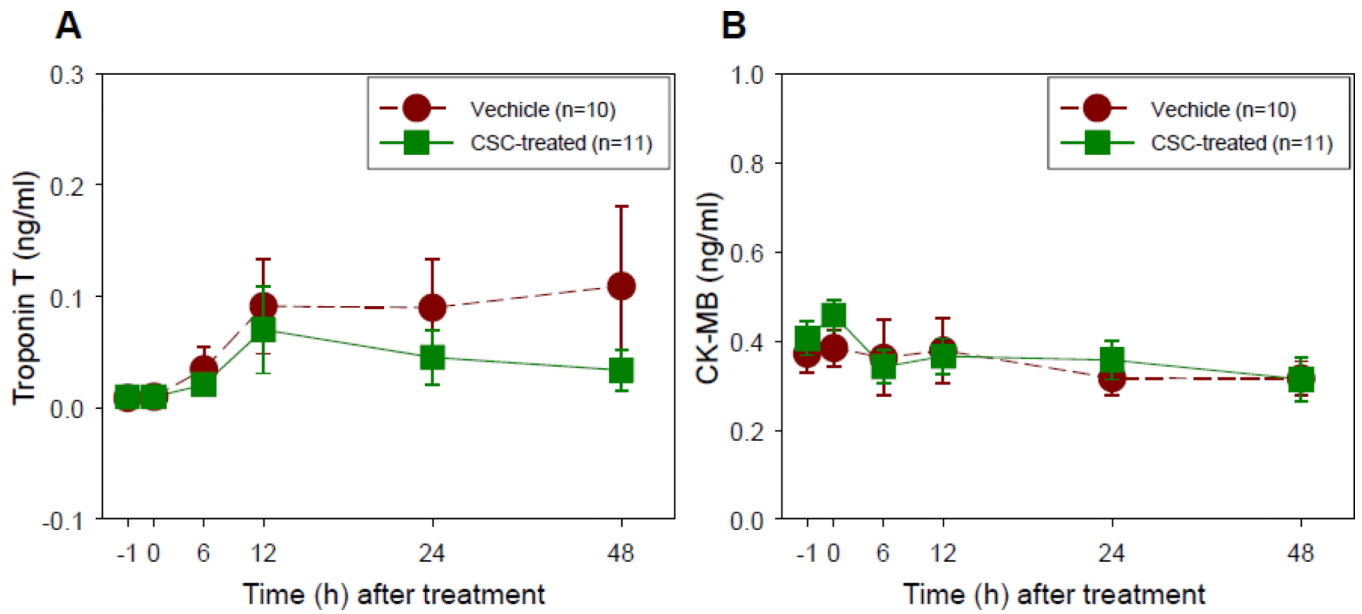 A
Troponin T (ng/ml)
0.3
0.2
0.1
0.0
-0.1
Vechicle (n=10)
CSC-treated (n=11)
-1 0 6 12 24 48
Time (h) after treatment
B
CK-MB (ng/ml)
1.0
0.8
0.6
0.4
0.2
0.0
Vechicle (n=10)
CSC-treated (n=11)
-1 0 6 12 24 48
Time (h) after treatment